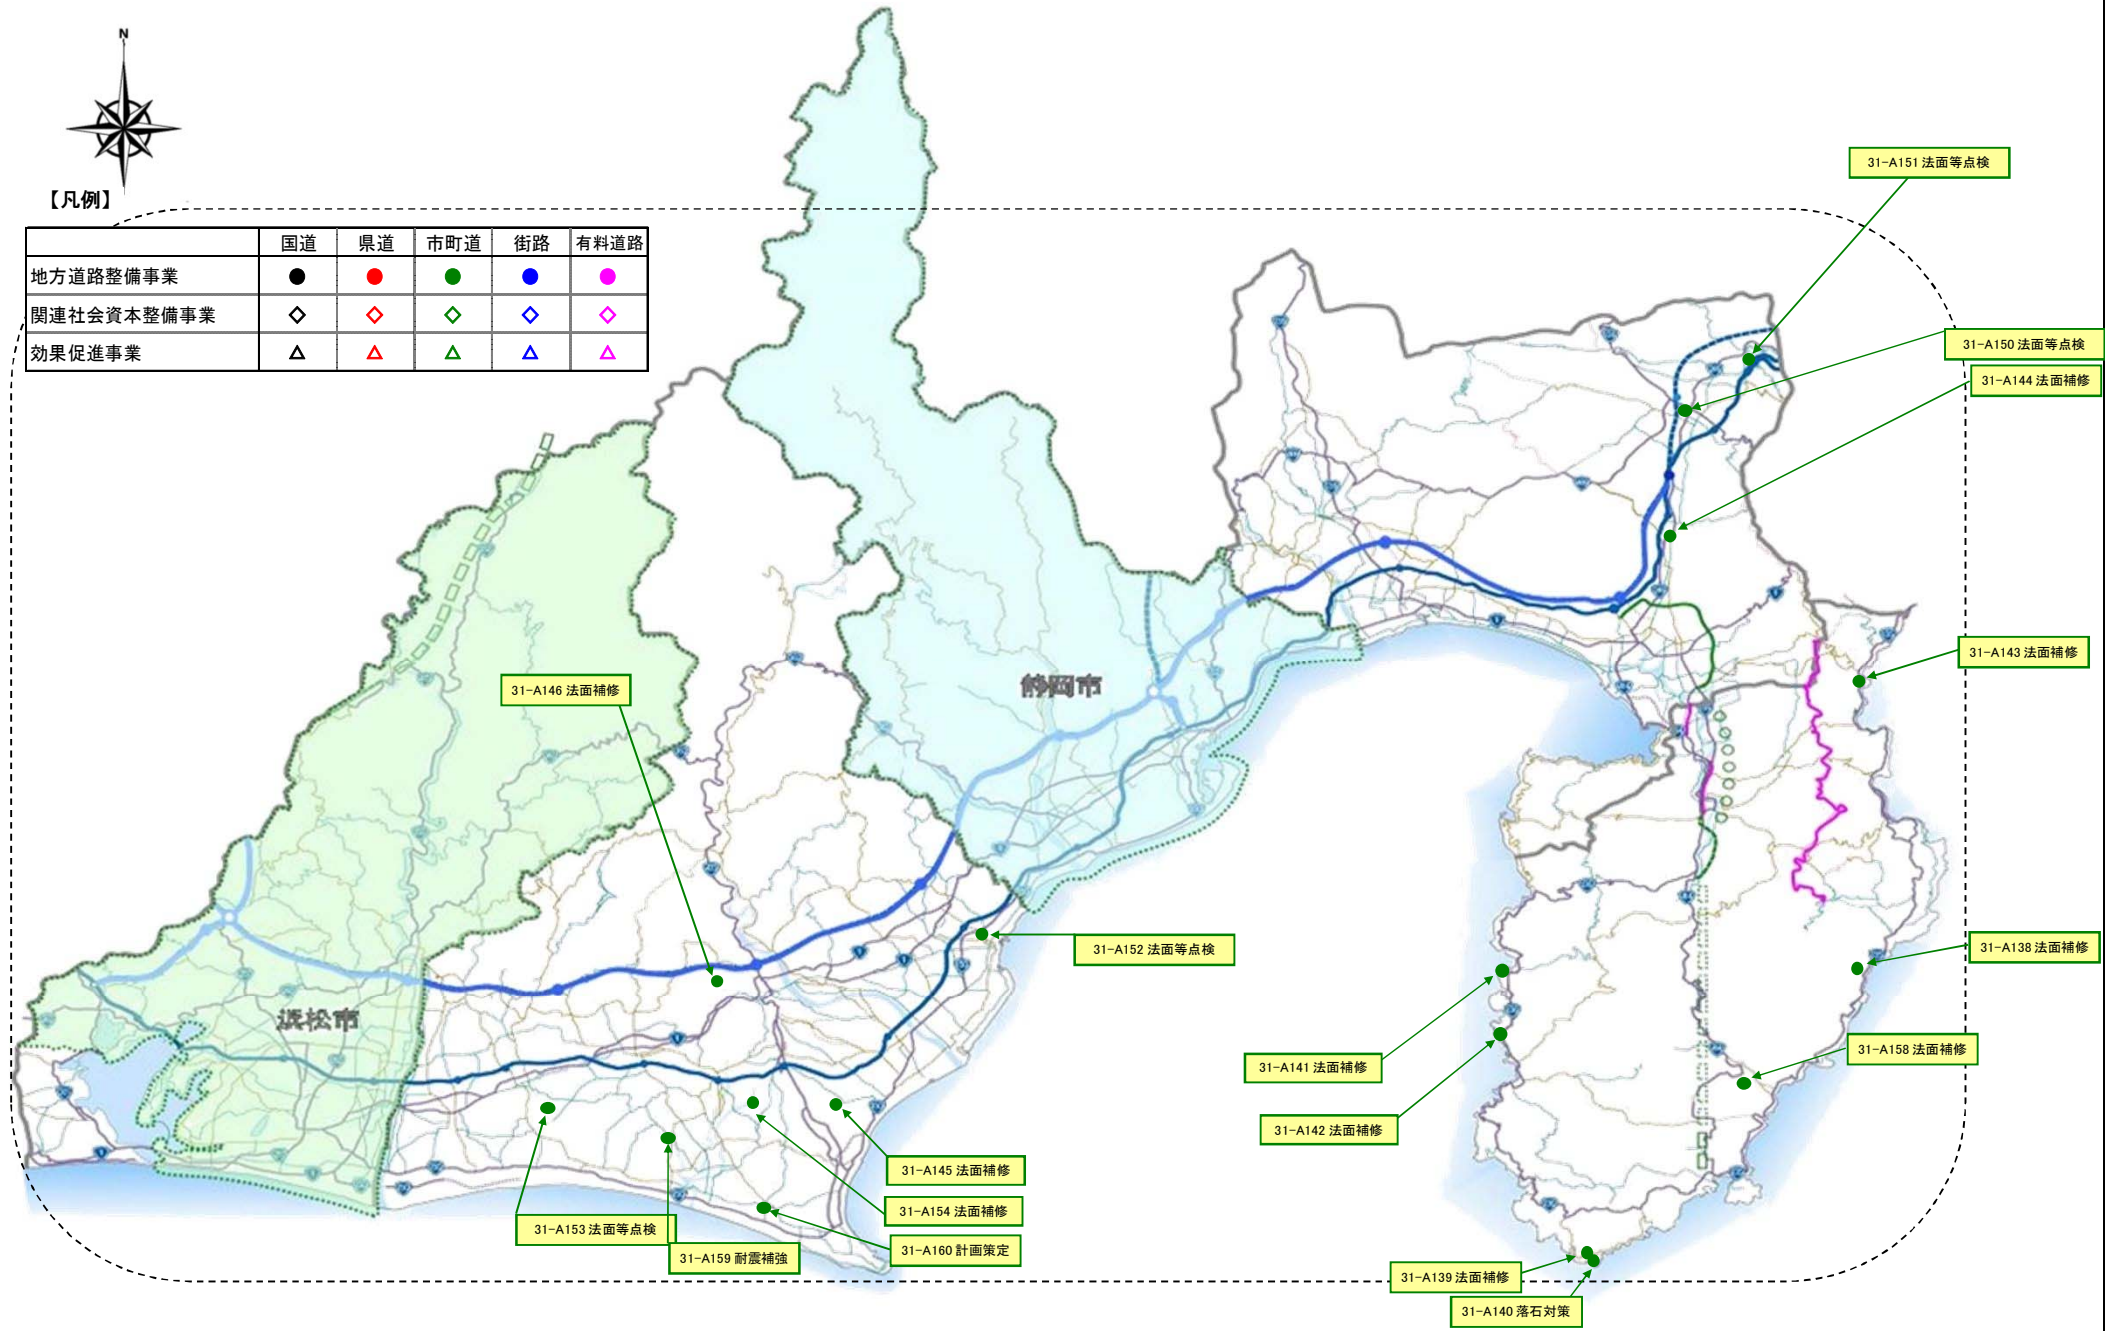 N
【凡例】
国道 県道 市町道 街路 有料道路
地方道路整備事業
関連社会資本整備事業
効果促進事業
31-A151 法面等点検
31-A150 法面等点検
31-A144 法面補修
31-A143 法面補修
31-A146 法面補修
静岡市
31-A152 法面等点検
31-A138 法面補修
浜松市
31-A141 法面補修
31-A158 法面補修
31-A142 法面補修
31-A145 法面補修
31-A154 法面補修
31-A153 法面等点検
31-A160 計画策定
31-A159 耐震補強
31-A139 法面補修
31-A140 落石対策